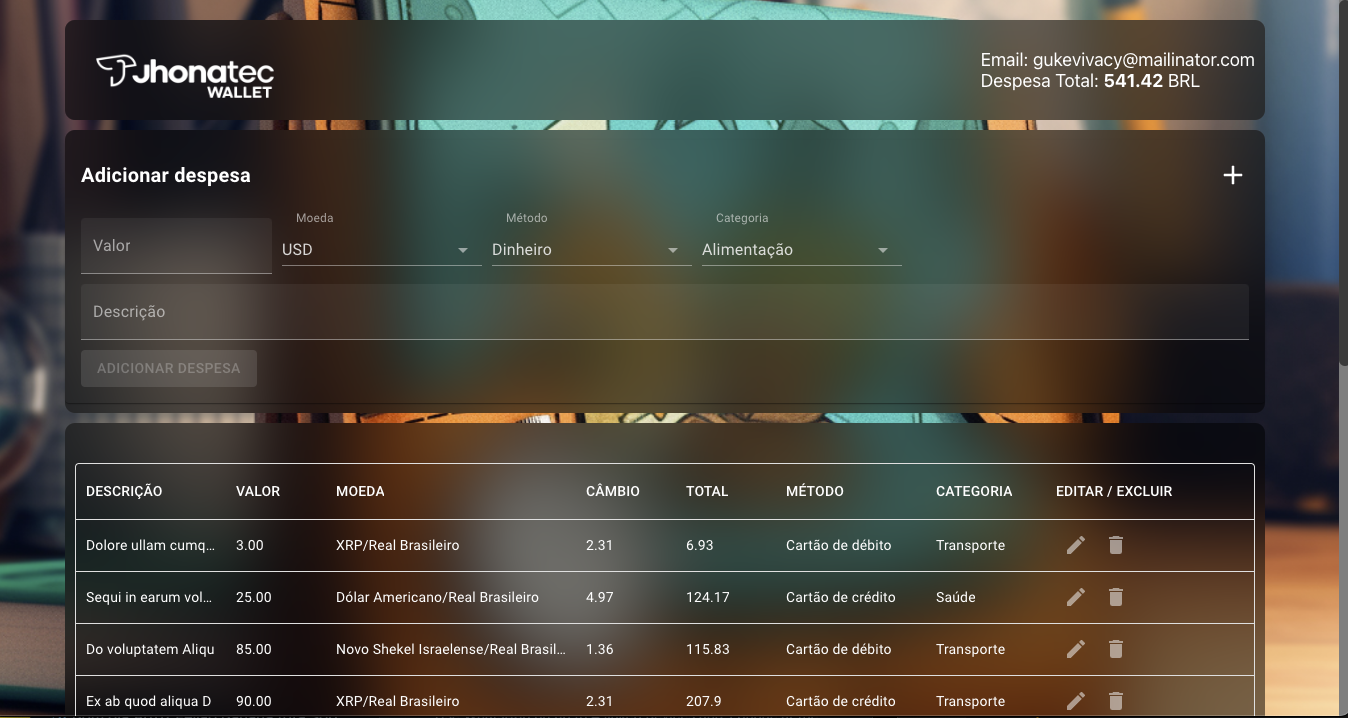 Jhonatec
WALLET
Email: gukevivacy@mailinator.com
Despesa Total: 541.42 BRL
Adicionar despesa
Valor
Moeda
USD
Método
Dinheiro
Categoria
Alimentação
Descrição
ADICIONAR DESPESA
DESCRIÇÃO VALOR MOEDA CÂMBIO TOTAL MÉTODO CATEGORIA EDITAR / EXCLUIR
Dolore ullam cumq... 3.00 XRP/Real Brasileiro 2.31 6.93 Cartão de débito Transporte
Sequi in earum vol... 25.00 Dólar Americano/Real Brasileiro 4.97 124.17 Cartão de crédito Saúde
Do voluptatem Aliqu 85.00 Novo Shekel Israelense/Real Brasil... 1.36 115.83 Cartão de débito Transporte
Ex ab quod aliqua D 90.00 XRP/Real Brasileiro 2.31 207.9 Cartão de crédito Transporte